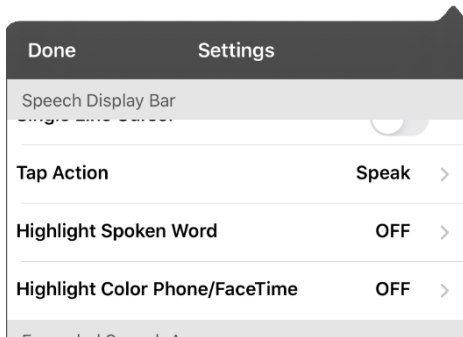 Done Settings
Speech Display Bar
Tap Action Speak
Highlight Spoken Word OFF
Highlight Color Phone/FaceTime OFF